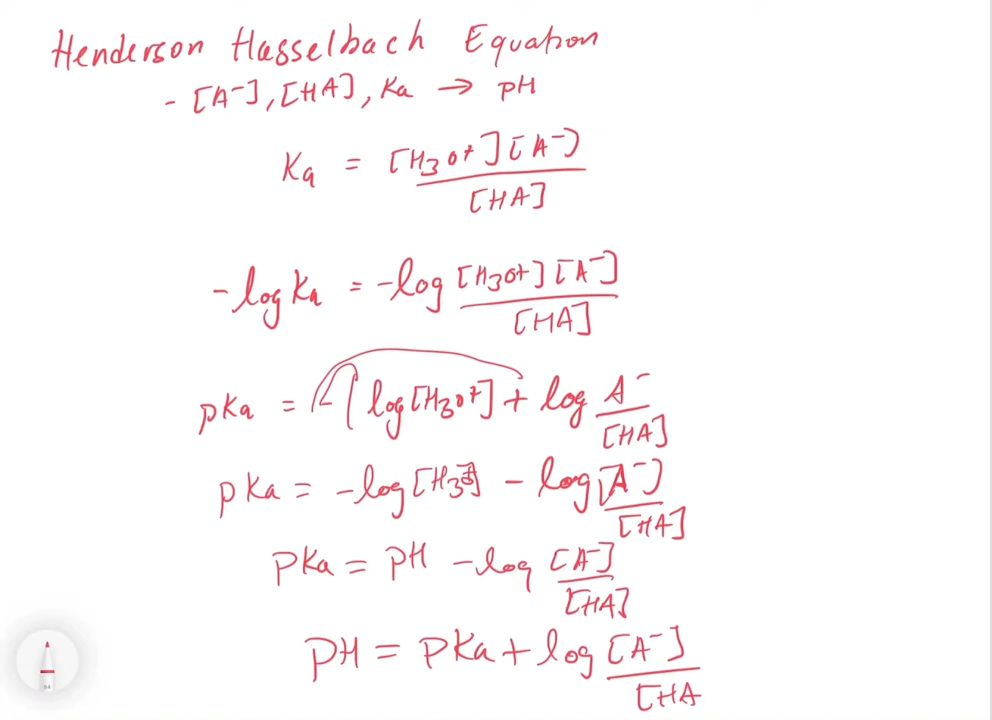 Henderson Hasselbach Equation
- [A⁻], [HA], Ka → pH
Ka = [H3O+][A⁻) / [HA]
-log Ka = -log [H3O+][A⁻] / [HA]
pKa = -( log[H3O+] + log A⁻ / [HA]
pKa = -log[H3O+] - log [A⁻] / [HA]
pKa = pH - log [A⁻] / [HA]
pH = pKa + log [A⁻] / [HA